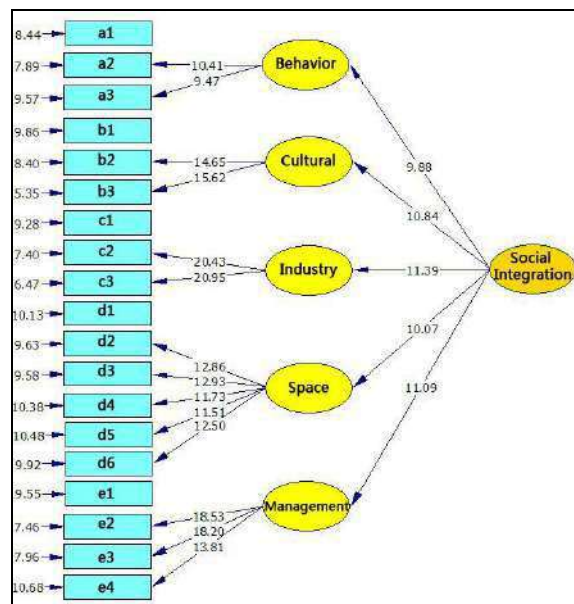 8.44 a1
7.89 a2
9.57 a3
9.86 b1
8.40 b2
5.35 b3
9.28 c1
7.40 c2
6.47 c3
10.13 d1
9.63 d2
9.58 d3
10.38 d4
10.48 d5
9.92 d6
9.55 e1
7.46 e2
7.96 e3
10.68 e4
10.41
9.47
14.65
15.62
20.43
20.95
12.86
12.93
11.73
11.51
12.50
18.53
18.20
13.81
Behavior
Cultural
Industry
Space
Management
9.88
10.84
11.39
10.07
11.09
Social
Integration